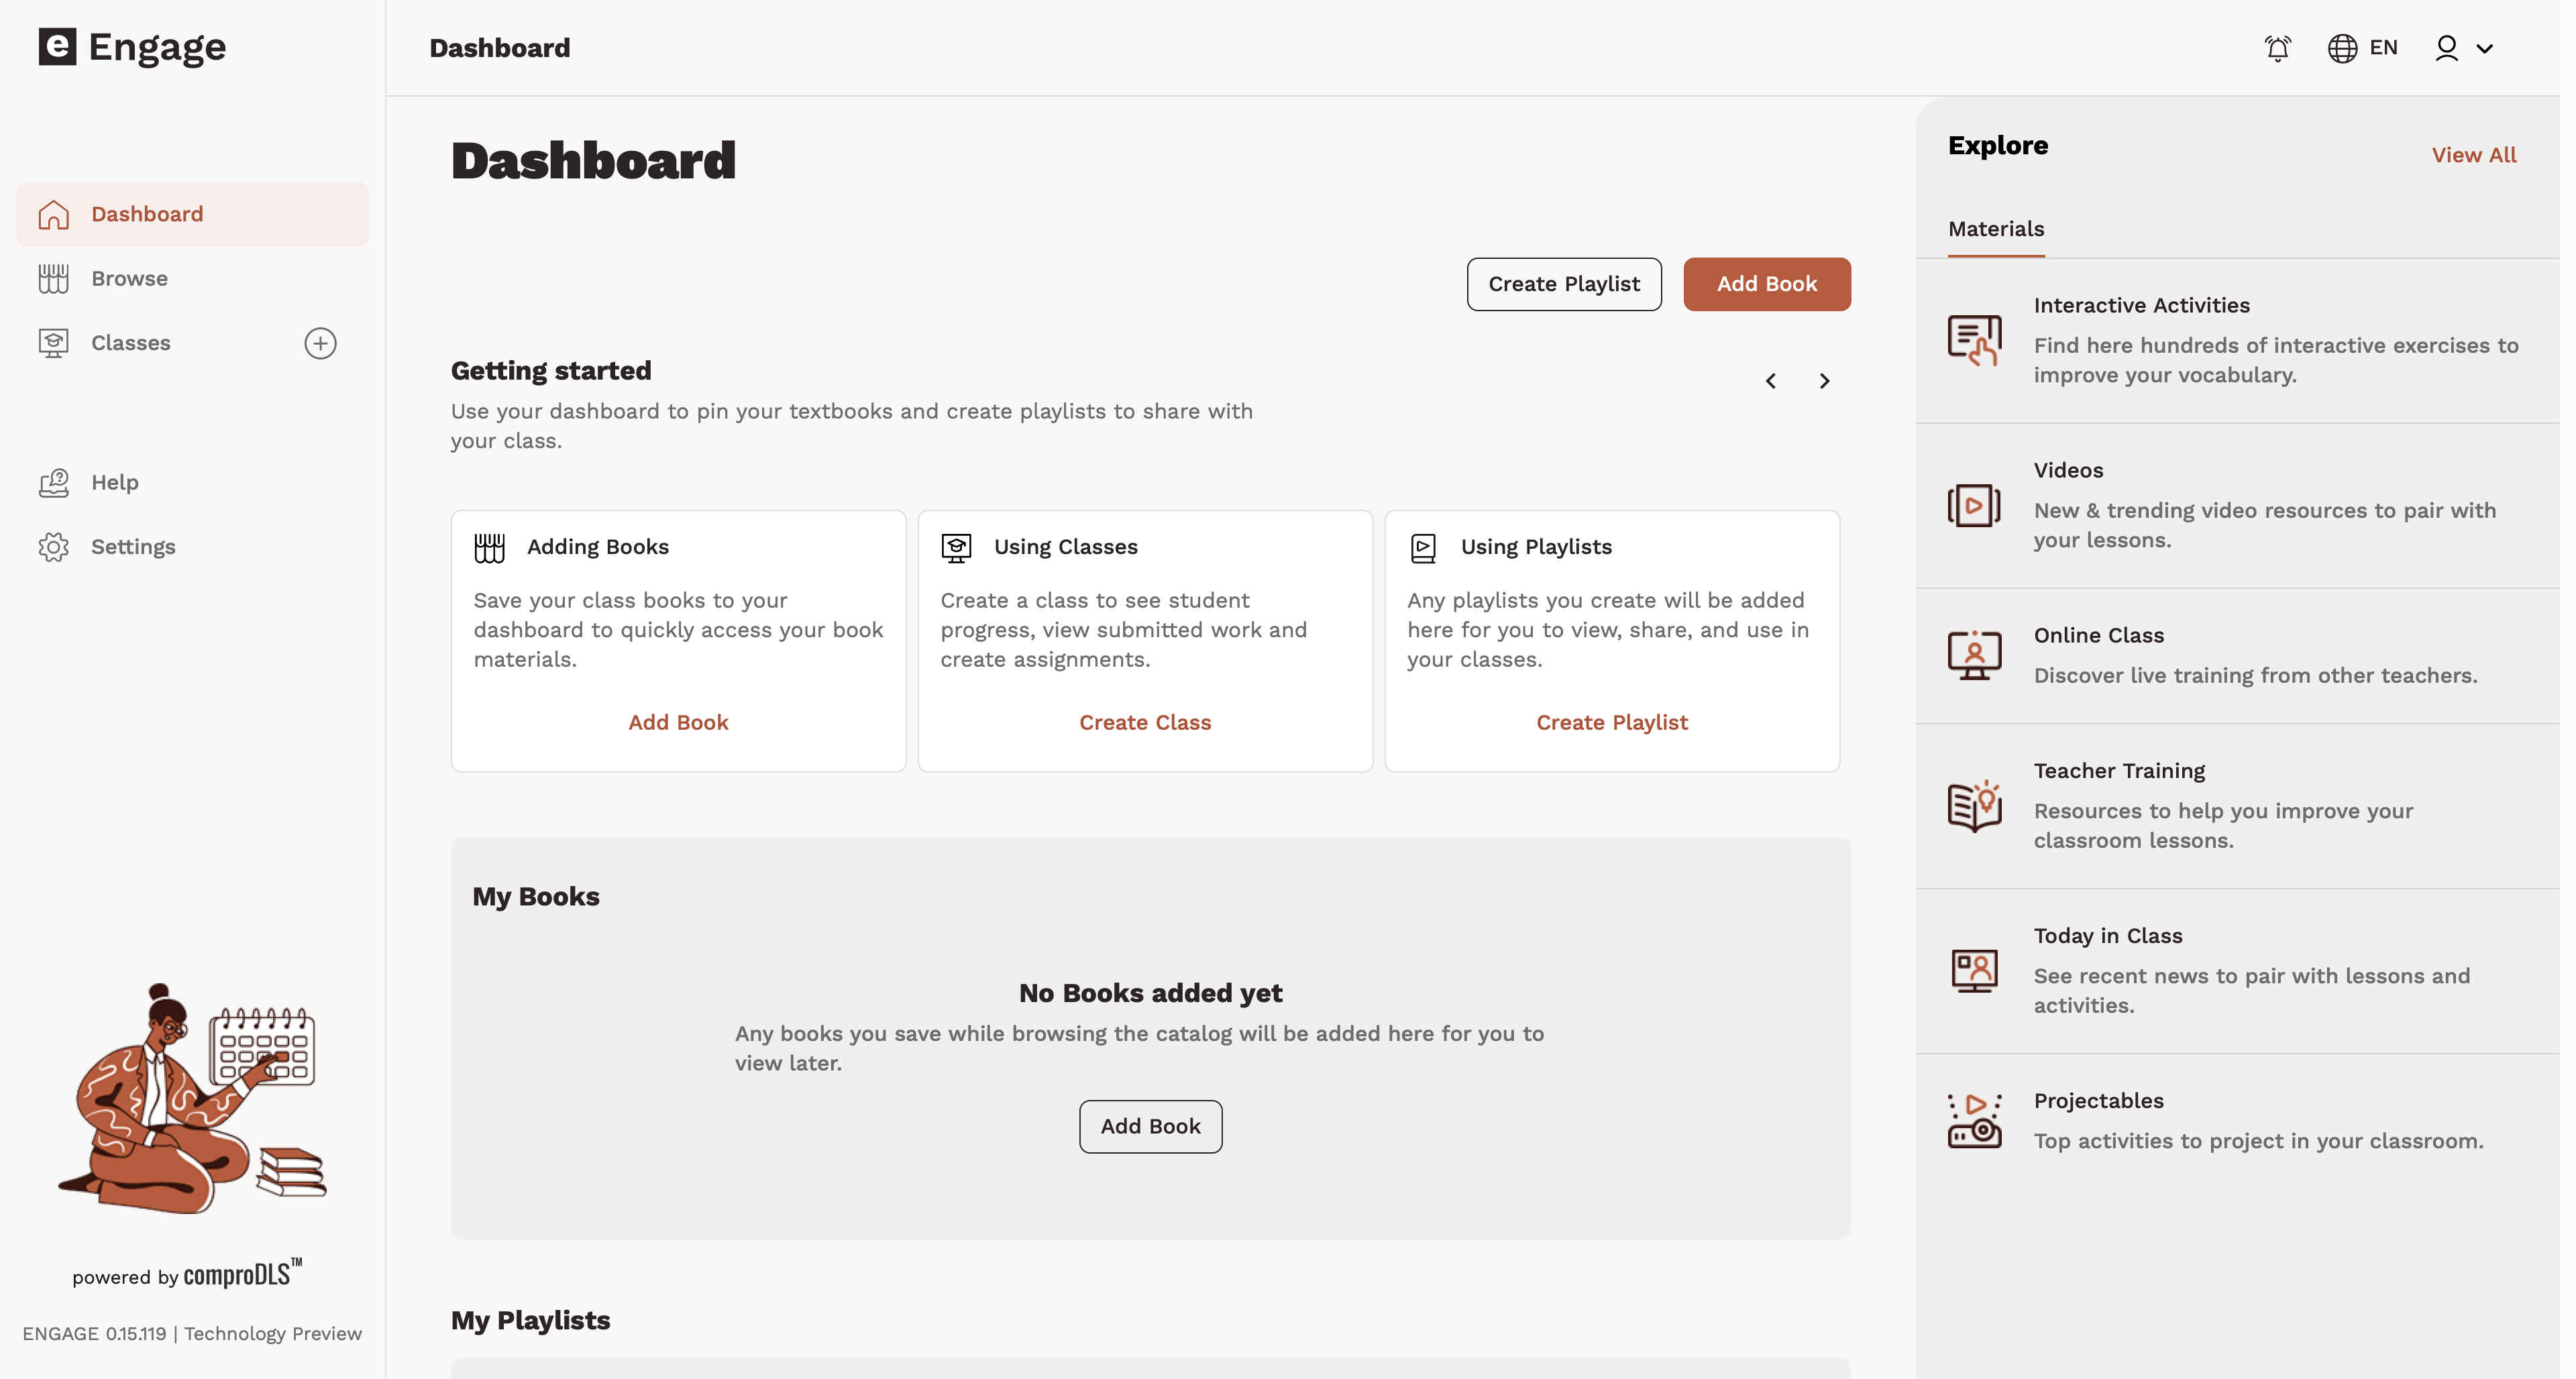 e Engage
Dashboard
EN
Dashboard
Browse
Classes
Help
Settings
powered by comproDLS™
ENGAGE 0.15.119 | Technology Preview
Dashboard
Create Playlist
Add Book
Getting started
Use your dashboard to pin your textbooks and create playlists to share with
your class.
Adding Books
Save your class books to your
dashboard to quickly access your book
materials.
Add Book
Using Classes
Create a class to see student
progress, view submitted work and
create assignments.
Create Class
Using Playlists
Any playlists you create will be added
here for you to view, share, and use in
your classes.
Create Playlist
My Books
No Books added yet
Any books you save while browsing the catalog will be added here for you to
view later.
Add Book
My Playlists
Explore
View All
Materials
Interactive Activities
Find here hundreds of interactive exercises to
improve your vocabulary.
Videos
New & trending video resources to pair with
your lessons.
Online Class
Discover live training from other teachers.
Teacher Training
Resources to help you improve your
classroom lessons.
Today in Class
See recent news to pair with lessons and
activities.
Projectables
Top activities to project in your classroom.